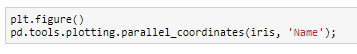 plt.figure()
pd.tools.plotting.parallel_coordinates(iris, 'Name');